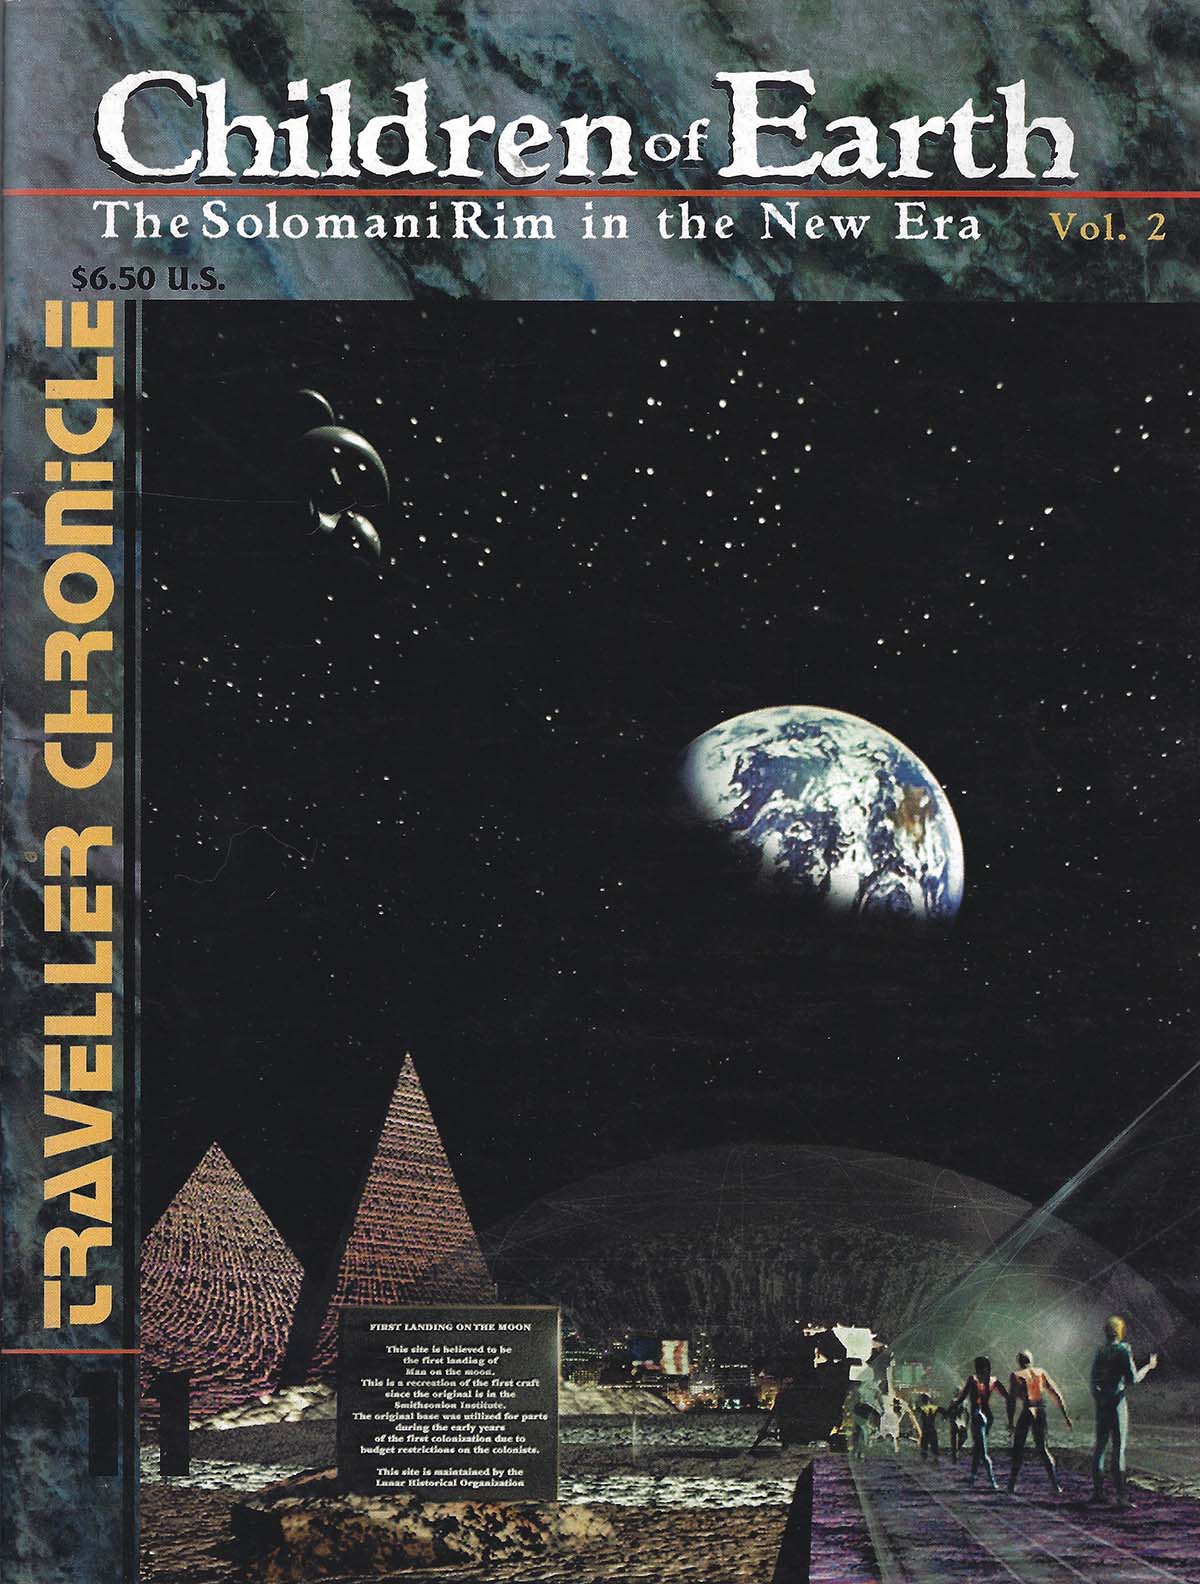 Children of Earth
The Solomani Rim in the New Era Vol. 2
$6.50 U.S.
TRAVELLER CHRONICLE
11
FIRST LANDING ON THE MOON
This site is believed to be
the first landing of
Man on the moon.
This is a recreation of the first craft
since the original is in the
Smithsonian Institute.
The original base was utilized for parts
during the early years
of the first colonization due to
budget restrictions on the colonists.
This site is maintained by the
Lunar Historical Organization